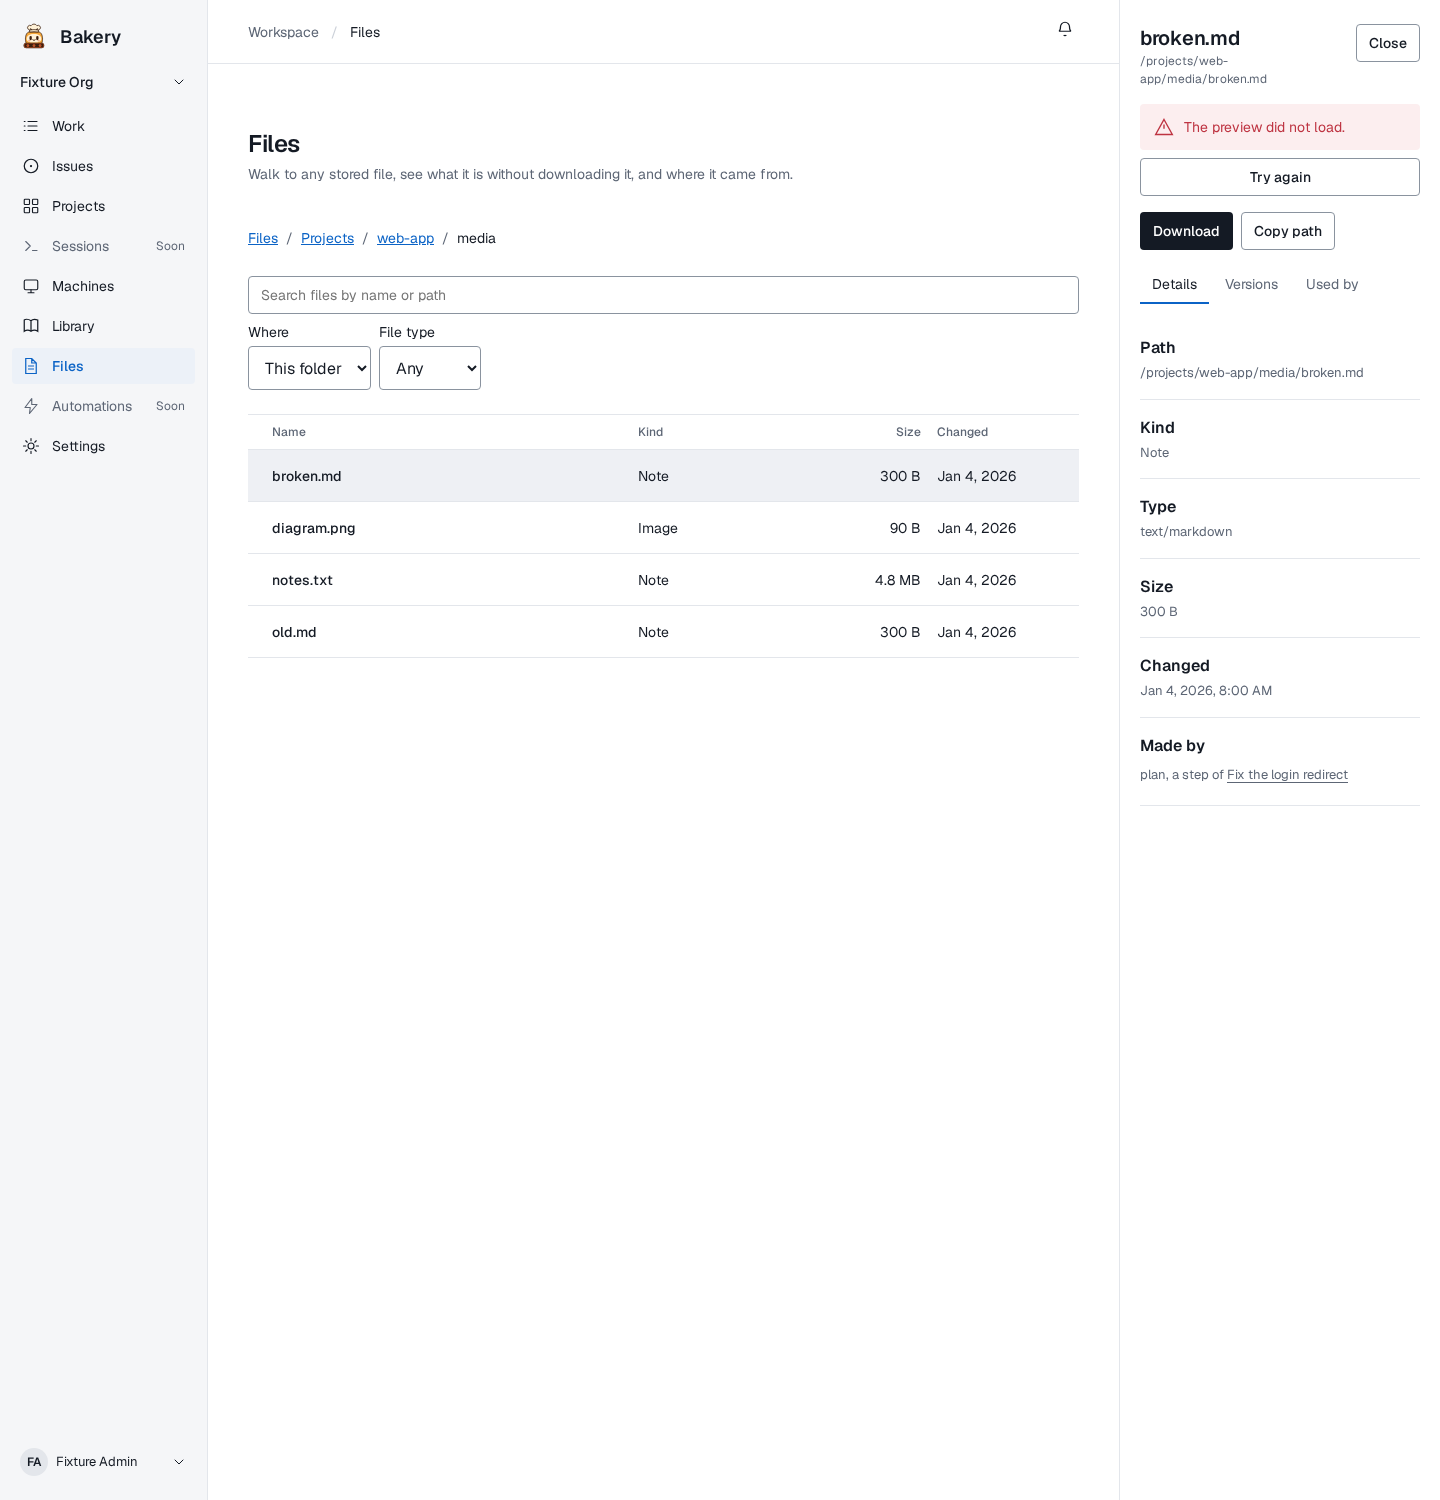 Bakery
Fixture Org
Work
Issues
Projects
Sessions Soon
Machines
Library
Files
Automations Soon
Settings
FA Fixture Admin
Workspace / Files
Files
Walk to any stored file, see what it is without downloading it, and where it came from.
Files / Projects / web-app / media
Search files by name or path
Where File type
This folder Any
Name Kind Size Changed
broken.md Note 300 B Jan 4, 2026
diagram.png Image 90 B Jan 4, 2026
notes.txt Note 4.8 MB Jan 4, 2026
old.md Note 300 B Jan 4, 2026
broken.md
Close
/projects/web-
app/media/broken.md
The preview did not load.
Try again
Download Copy path
Details Versions Used by
Path
/projects/web-app/media/broken.md
Kind
Note
Type
text/markdown
Size
300 B
Changed
Jan 4, 2026, 8:00 AM
Made by
plan, a step of Fix the login redirect